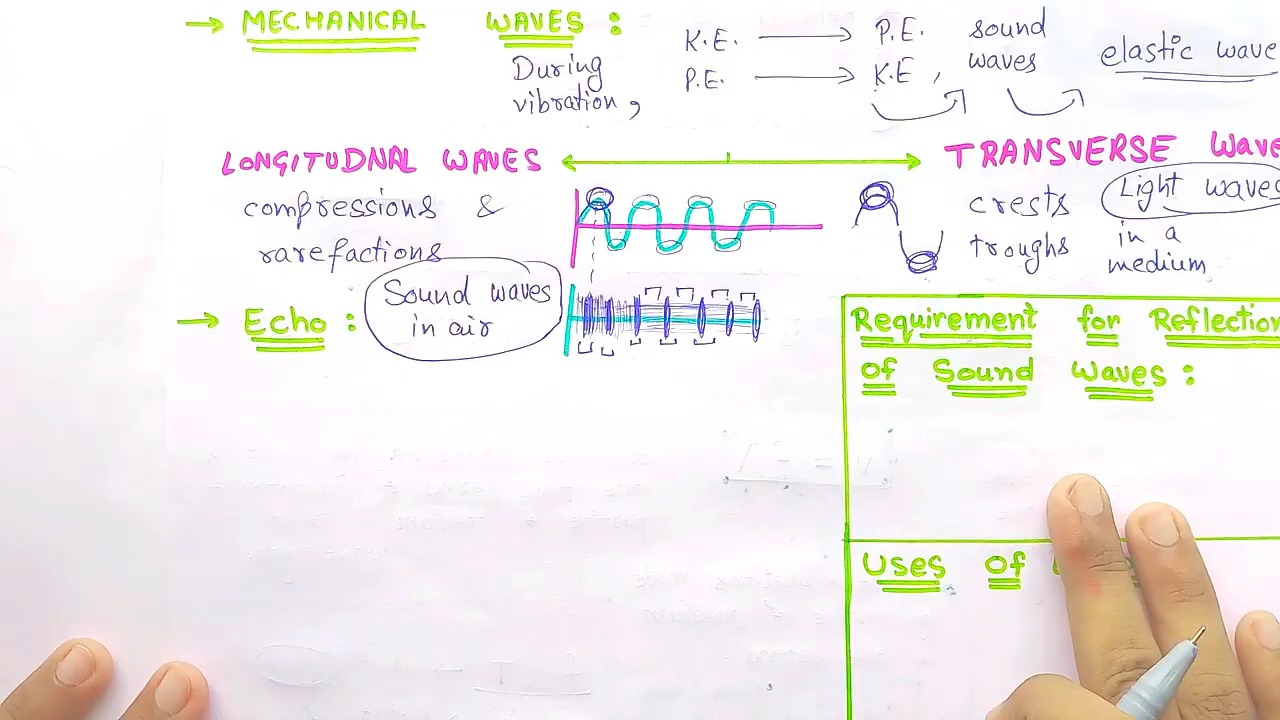 → MECHANICAL WAVES :
During vibration,
K.E. → P.E.
P.E. → K.E ,
sound waves
elastic wave
LONGITUDNAL WAVES
TRANSVERSE Wave
compressions &
rarefactions
Sound waves
in air
crests
troughs
Light waves
in a
medium
→ Echo :
Requirement for Reflection
of Sound Waves :
Uses of